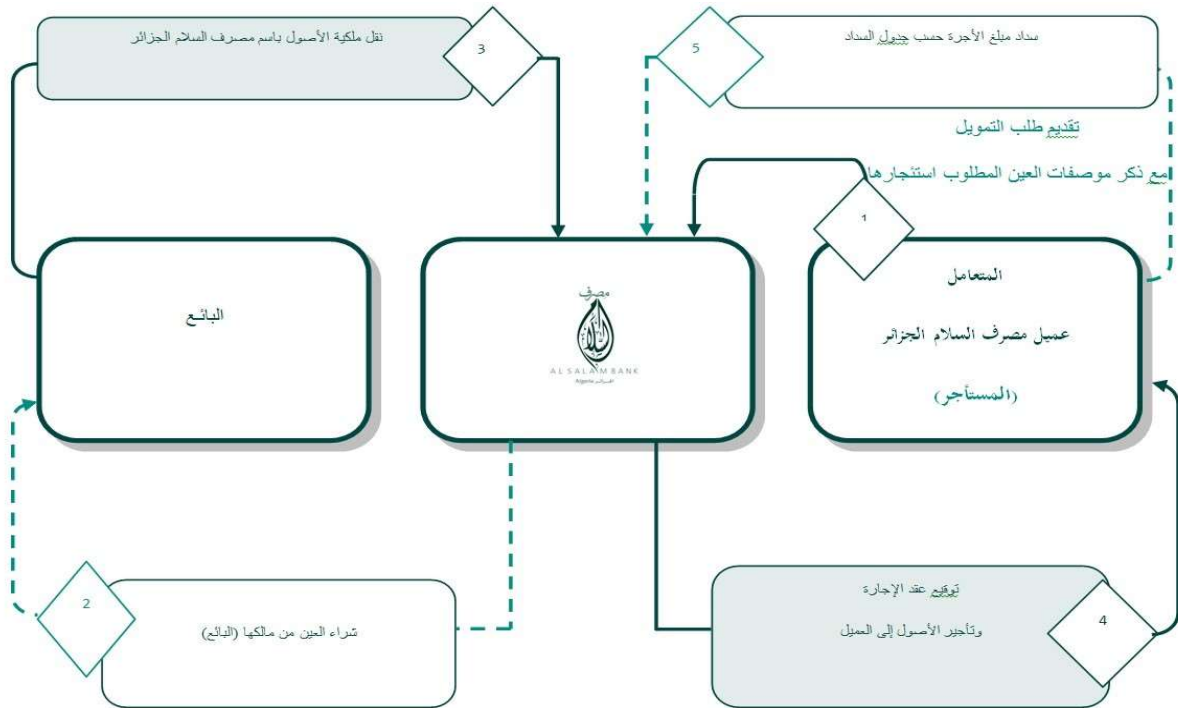 نقل ملكية الأصول باسم مصرف السلام الجزائر
3
5
سداد مبلغ الأجرة حسب جدول السداد
تقديم طلب التمويل
مع ذكر موصفات العين المطلوب استئجارها
1
المتعامل
عميل مصرف السلام الجزائر
(المستأجر)
مصرف
السلام
AL SALAM BANK
Algeria الجزائر
البائع
2
شراء العين من مالكها (البائع)
توقيع عقد الإجارة
وتأجير الأصول إلى العميل
4